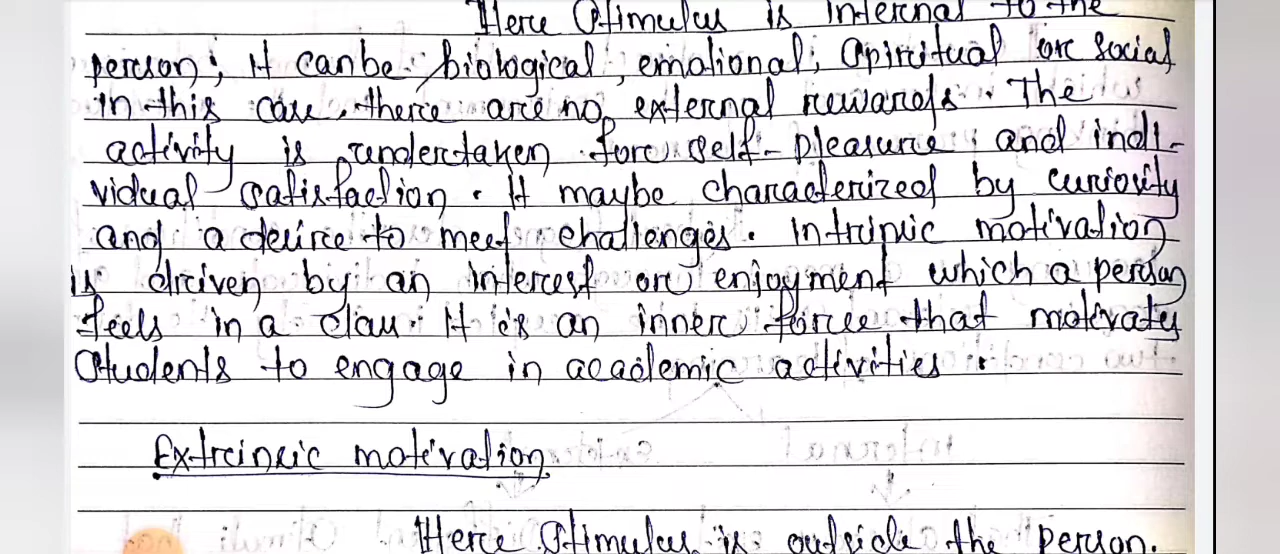 Here Stimulus is internal to the
person; It can be biological, emotional, Spiritual or social
in this case, there are no external rewards. The
activity is undertaken for self-pleasure and indi-
vidual satisfaction. It maybe characterized by curiosity
and a desire to meet challenges. Intrinsic motivation
is driven by an interest or enjoyment which a person
feels in a class. It is an inner force that motivates
Students to engage in academic activities.
Extrinsic motivation
Here Stimulus is outside the person.